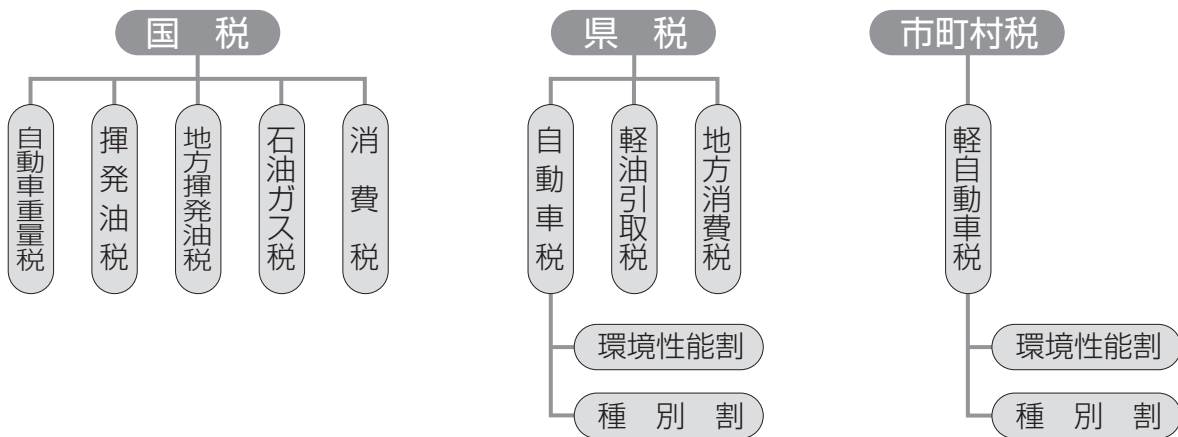 国税
自動車重量税
揮発油税
地方揮発油税
石油ガス税
消費税
県税
自動車税
軽油引取税
地方消費税
環境性能割
種別割
市町村税
軽自動車税
環境性能割
種別割